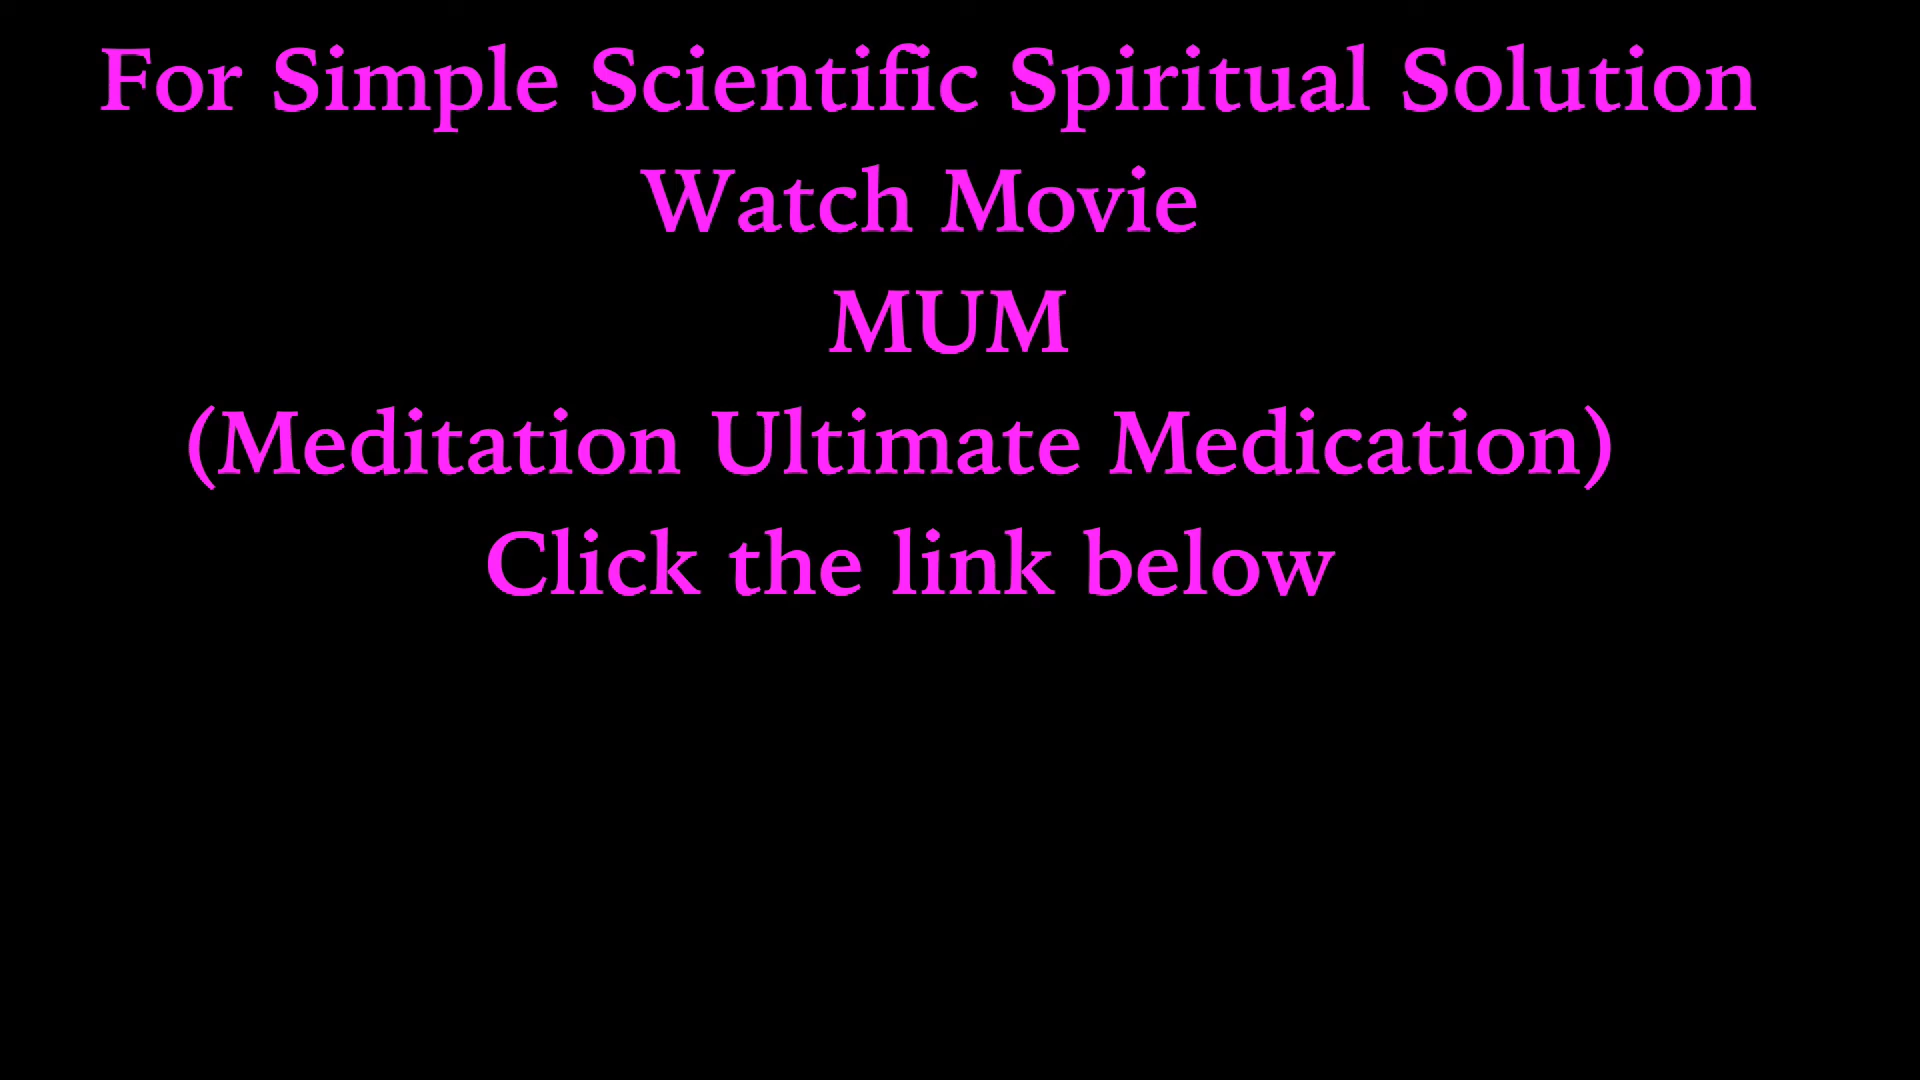 For Simple Scientific Spiritual Solution
Watch Movie
MUM
(Meditation Ultimate Medication)
Click the link below